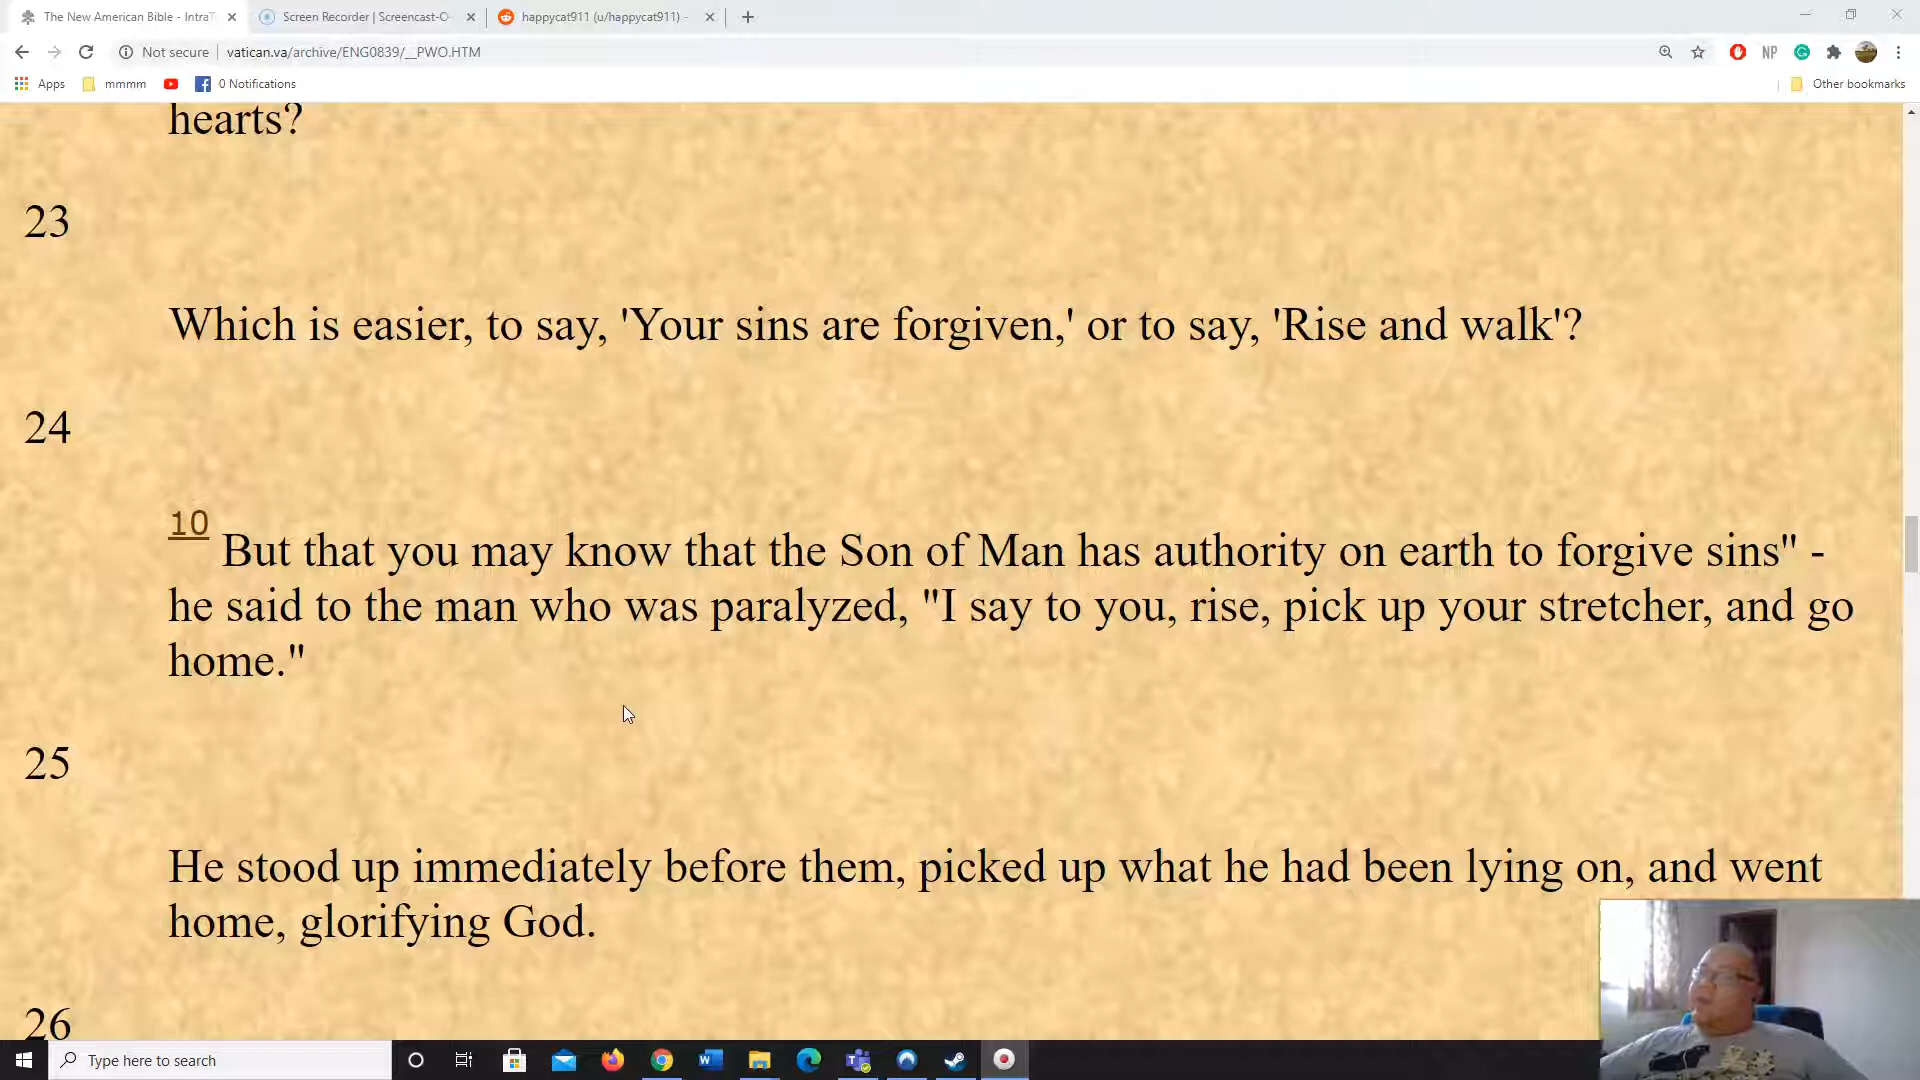 The New American Bible - IntraT
Screen Recorder | Screencast-O-
happycat911 (u/happycat911) -
Not secure
vatican.va/archive/ENG0839/__PWO.HTM
NP
Apps
mmmm
0 Notifications
Other bookmarks
hearts?
23
Which is easier, to say, 'Your sins are forgiven,' or to say, 'Rise and walk'?
24
10 But that you may know that the Son of Man has authority on earth to forgive sins" -
he said to the man who was paralyzed, "I say to you, rise, pick up your stretcher, and go
home."
25
He stood up immediately before them, picked up what he had been lying on, and went
home, glorifying God.
26
Type here to search